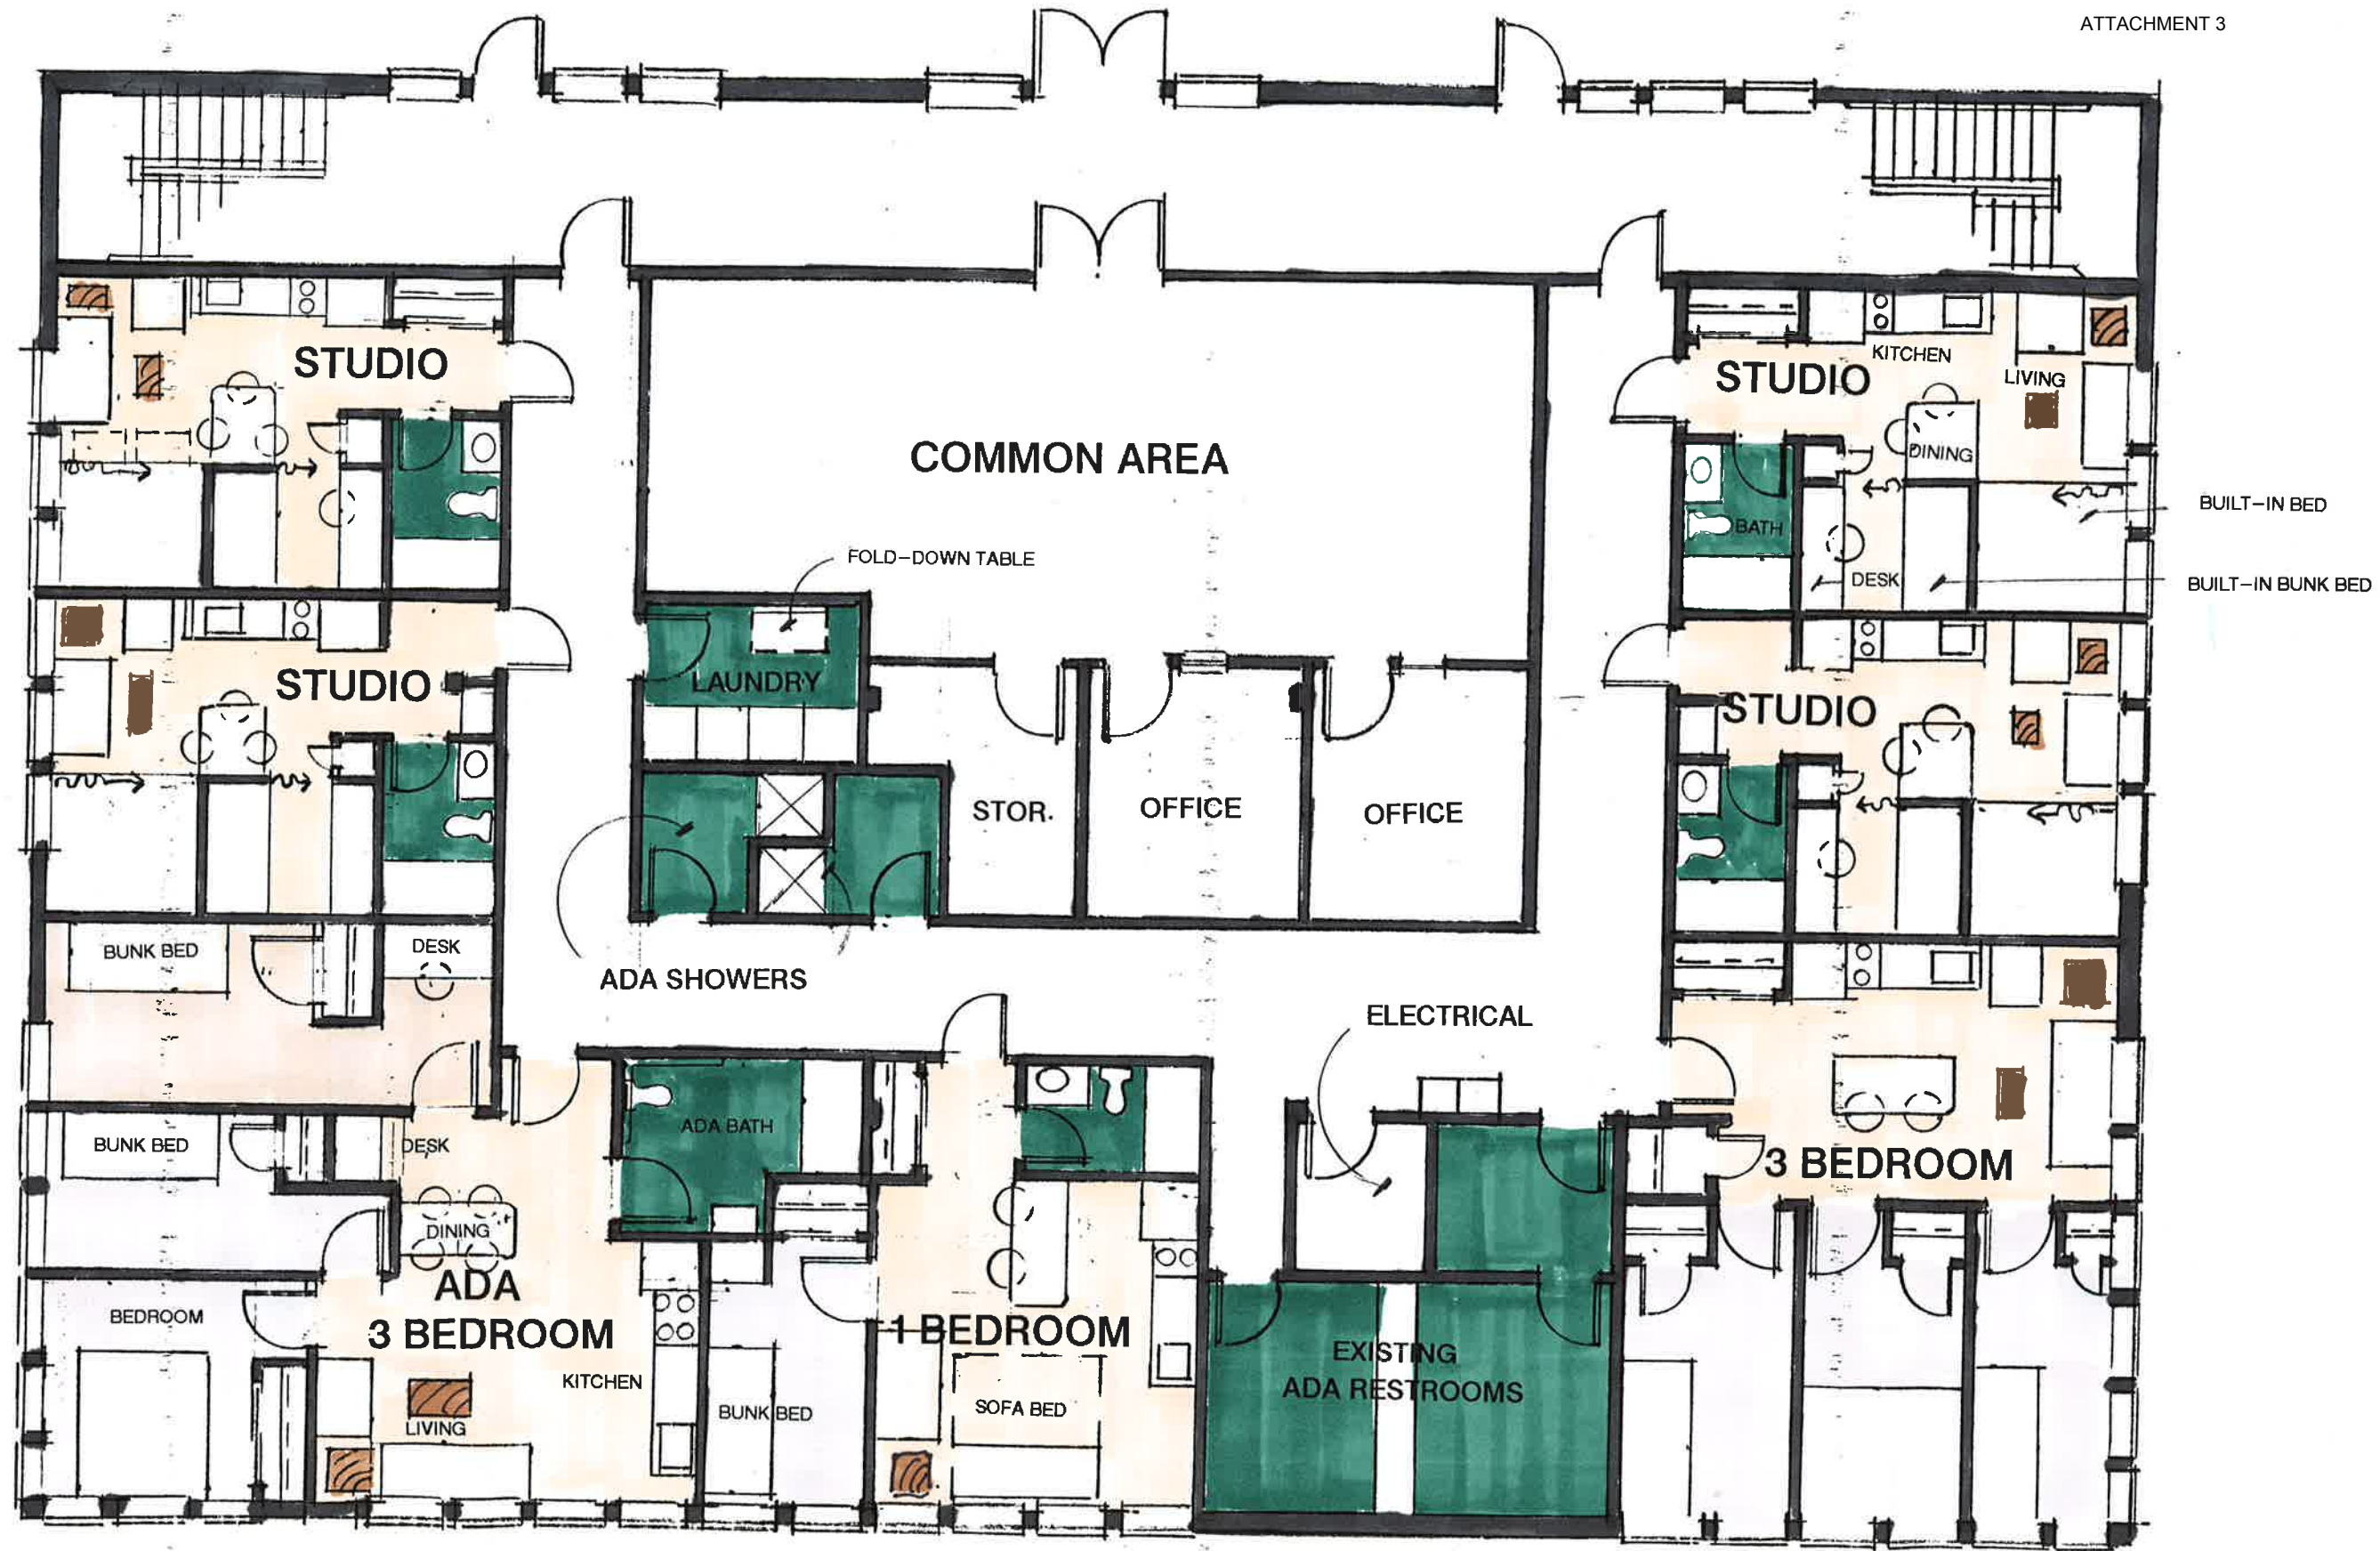 ATTACHMENT 3
STUDIO
KITCHEN
LIVING
STUDIO
DINING
COMMON AREA
BUILT-IN BED
BATH
FOLD-DOWN TABLE
DESK
BUILT-IN BUNK BED
LAUNDRY
STUDIO
STUDIO
STOR.
OFFICE
OFFICE
BUNK BED
DESK
ADA SHOWERS
ELECTRICAL
BUNK BED
DESK
ADA BATH
3 BEDROOM
DINING
ADA
3 BEDROOM
BEDROOM
1 BEDROOM
EXISTING
ADA RESTROOMS
KITCHEN
LIVING
BUNK BED
SOFA BED